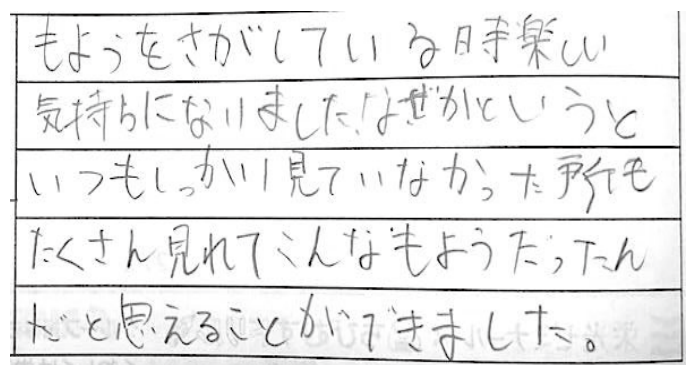 もようをさがしている時楽しい
気持ちになりました。なぜかというと
いつもしっかり見ていなかった所も
たくさん見れてこんなもようだったん
だと思えることができました。